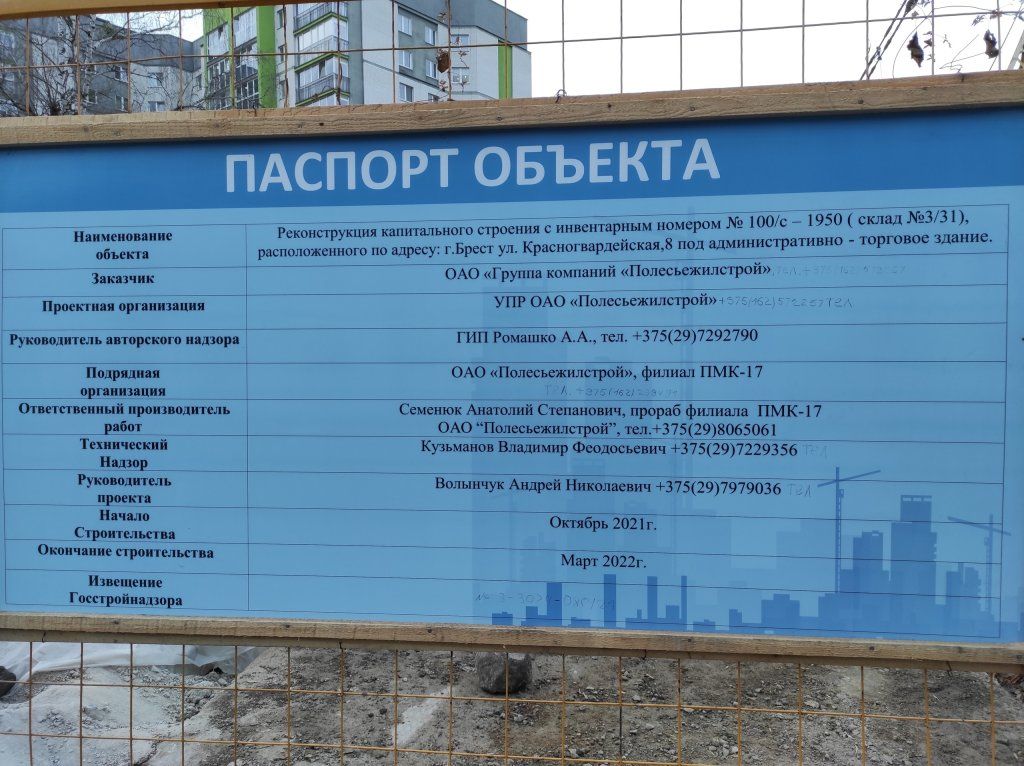 ПАСПОРТ ОБЪЕКТА
Наименование
объекта
Реконструкция капитального строения с инвентарным номером № 100/с – 1950 ( склад №3/31),
расположенного по адресу: г.Брест ул. Красногвардейская,8 под административно - торговое здание.
Заказчик
ОАО «Группа компаний «Полесьежилстрой»
Проектная организация
УПР ОАО «Полесьежилстрой»
Руководитель авторского надзора
ГИП Ромашко А.А., тел. +375(29)7292790
Подрядная
организация
ОАО «Полесьежилстрой», филиал ПМК-17
Ответственный производитель
работ
Семенюк Анатолий Степанович, прораб филиала ПМК-17
ОАО “Полесьежилстрой”, тел.+375(29)8065061
Технический
Надзор
Кузьманов Владимир Феодосьевич +375(29)7229356
Руководитель
проекта
Волынчук Андрей Николаевич +375(29)7979036
Начало
Строительства
Октябрь 2021г.
Окончание строительства
Март 2022г.
Извещение
Госстройнадзора